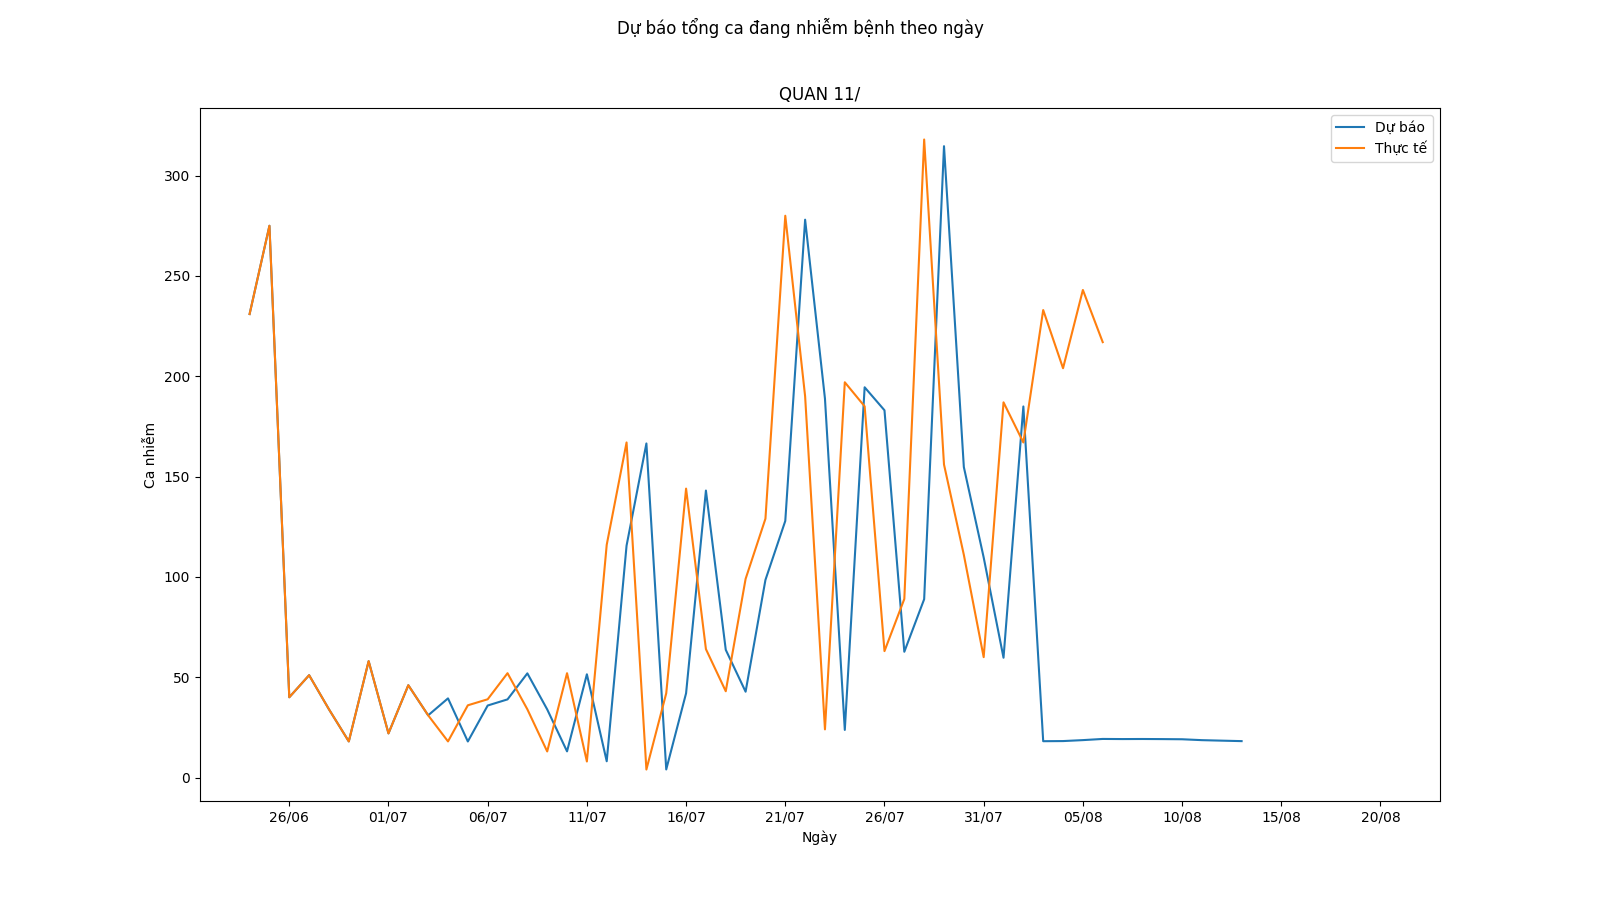 Dự báo tổng ca đang nhiễm bệnh theo ngày
QUAN 11/
Dự báo
Thực tế
300
250
200
150
100
50
0
Ca nhiễm
26/06 01/07 06/07 11/07 16/07 21/07 26/07 31/07 05/08 10/08 15/08 20/08
Ngày